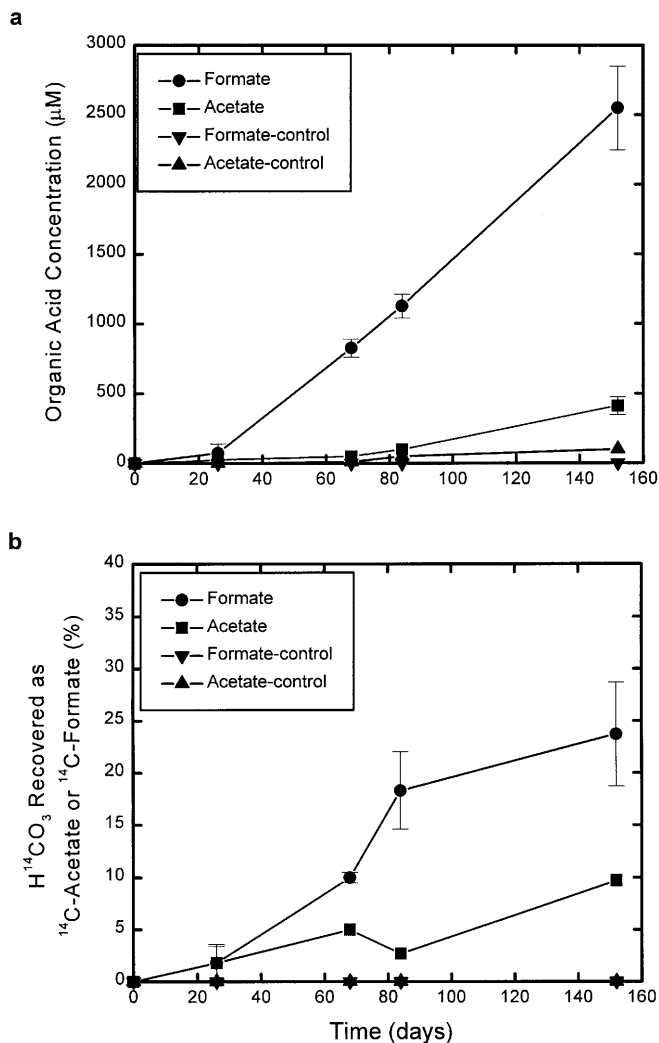 a
3000
2500
2000
1500
1000
500
0
Organic Acid Concentration (μM)
Formate
Acetate
Formate-control
Acetate-control
0 20 40 60 80 100 120 140 160
b
40
35
30
25
20
15
10
5
0
H¹⁴CO₃ Recovered as
¹⁴C-Acetate or ¹⁴C-Formate (%)
Formate
Acetate
Formate-control
Acetate-control
0 20 40 60 80 100 120 140 160
Time (days)